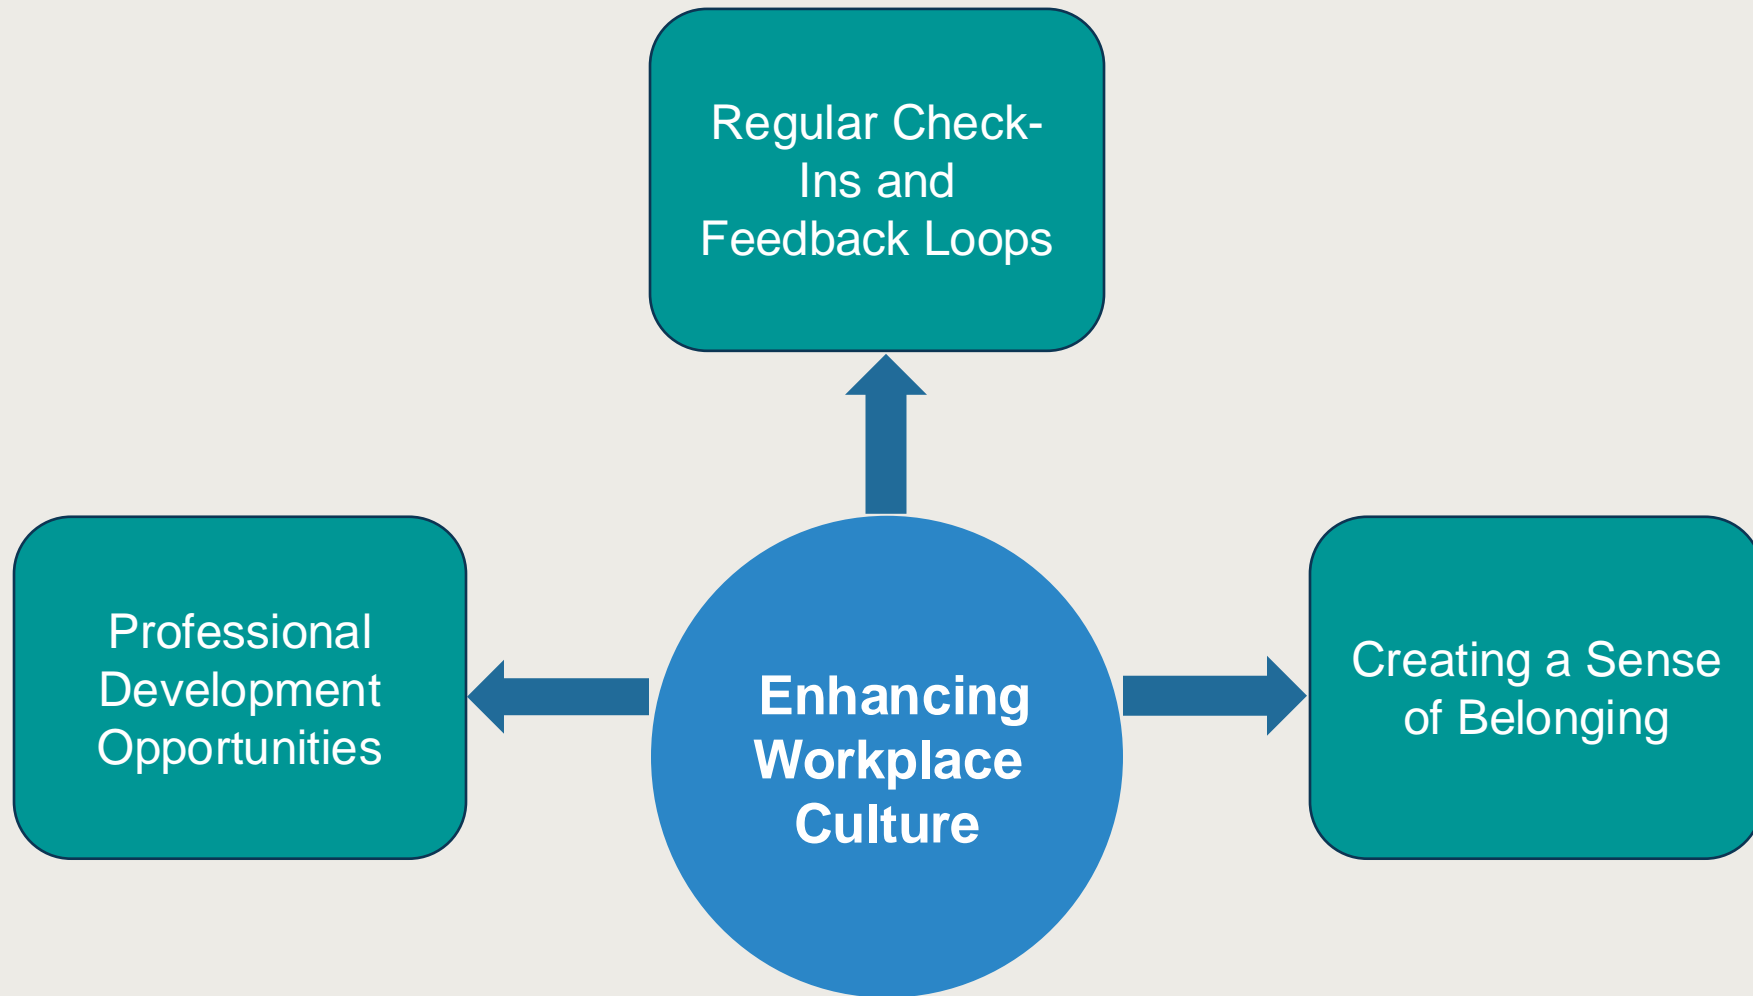 Regular Check-
Ins and
Feedback Loops
Professional
Development
Opportunities
Enhancing
Workplace
Culture
Creating a Sense
of Belonging